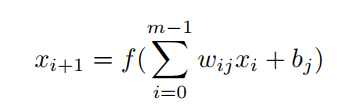 x_{i+1} = f(\sum_{i=0}^{m-1} w_{ij} x_i + b_j)